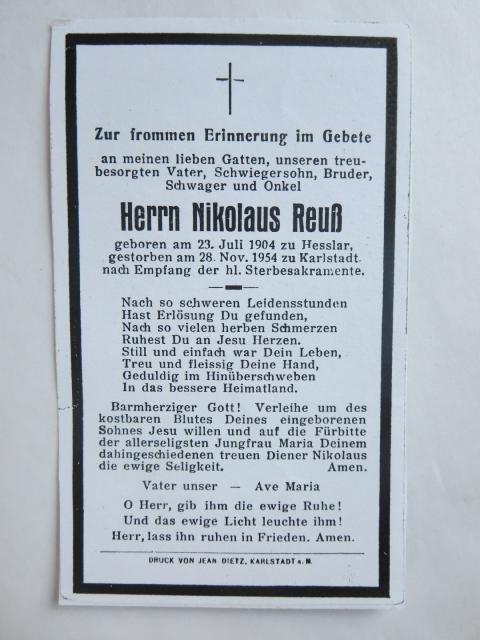 Zur frommen Erinnerung im Gebete
an meinen lieben Gatten, unseren treu-
besorgten Vater, Schwiegersohn, Bruder,
Schwager und Onkel
Herrn Nikolaus Reuß
geboren am 23. Juli 1904 zu Hesslar,
gestorben am 28. Nov. 1954 zu Karlstadt
nach Empfang der hl. Sterbesakramente.
Nach so schweren Leidensstunden
Hast Erlösung Du gefunden,
Nach so vielen herben Schmerzen
Ruhest Du an Jesu Herzen.
Still und einfach war Dein Leben,
Treu und fleissig Deine Hand,
Geduldig im Hinüberschweben
In das bessere Heimatland.
Barmherziger Gott! Verleihe um des
kostbaren Blutes Deines eingeborenen
Sohnes Jesu willen und auf die Fürbitte
der allerseligsten Jungfrau Maria Deinem
dahingeschiedenen treuen Diener Nikolaus
die ewige Seligkeit. Amen.
Vater unser — Ave Maria
O Herr, gib ihm die ewige Ruhe!
Und das ewige Licht leuchte ihm!
Herr, lass ihn ruhen in Frieden. Amen.
DRUCK VON JEAN DIETZ, KARLSTADT a. M.